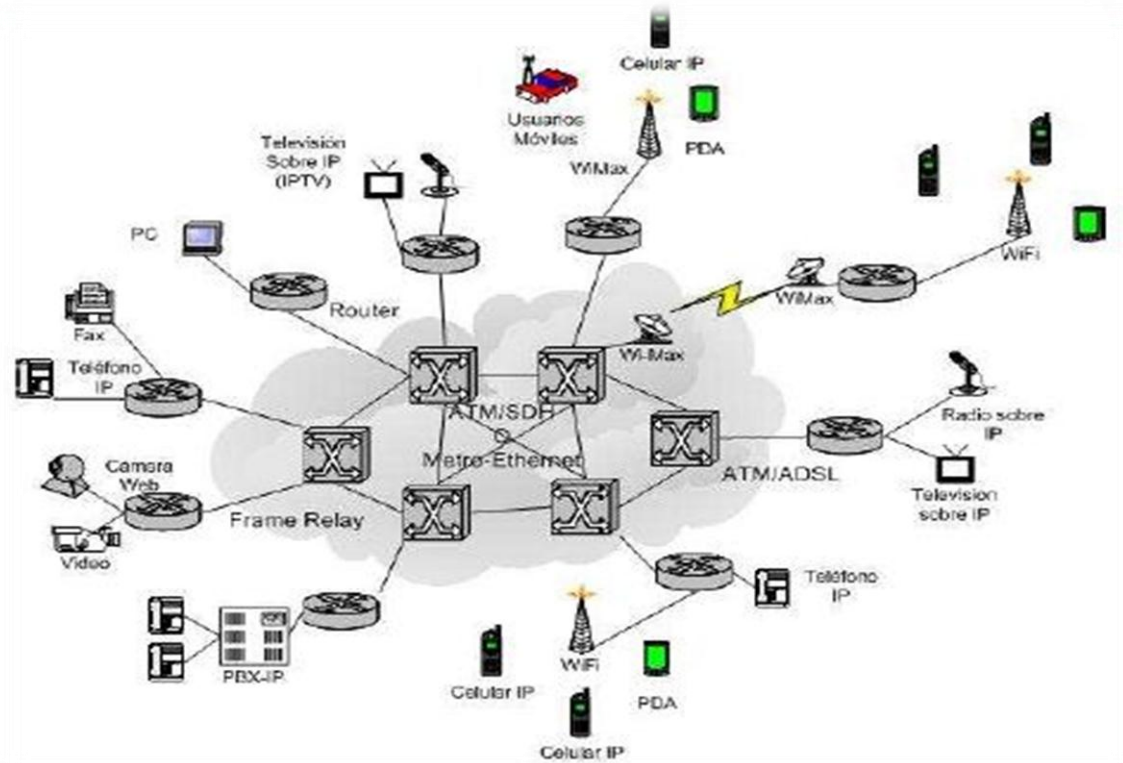 Celular IP
Usuarios
Móviles
PDA
WiMax
Televisión
Sobre IP
(IPTV)
PC
Router
WiFi
WiMax
Wi-Max
Fax
Teléfono
IP
ATM/SDH
Metro-Ethernet
Radio sobre
IP
ATM/ADSL
Television
sobre IP
Cámara
Web
Frame Relay
Video
Teléfono
IP
PBX-IP
WiFi
Celular IP
PDA
Celular IP